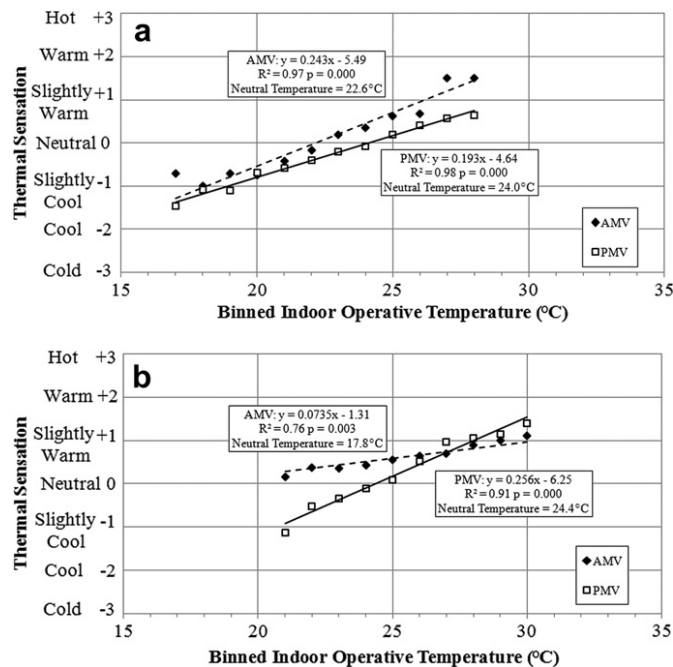 a
Hot +3
Warm +2
Slightly +1
Warm
Neutral 0
Slightly -1
Cool
Cool -2
Cold -3
Thermal Sensation
AMV: y = 0.243x - 5.49
R² = 0.97 p = 0.000
Neutral Temperature = 22.6°C
PMV: y = 0.193x - 4.64
R² = 0.98 p = 0.000
Neutral Temperature = 24.0°C
AMV
PMV
15 20 25 30 35
Binned Indoor Operative Temperature (°C)
b
Hot +3
Warm +2
Slightly +1
Warm
Neutral 0
Slightly -1
Cool
Cool -2
Cold -3
Thermal Sensation
AMV: y = 0.0735x - 1.31
R² = 0.76 p = 0.003
Neutral Temperature = 17.8°C
PMV: y = 0.256x - 6.25
R² = 0.91 p = 0.000
Neutral Temperature = 24.4°C
AMV
PMV
15 20 25 30 35
Binned Indoor Operative Temperature (°C)